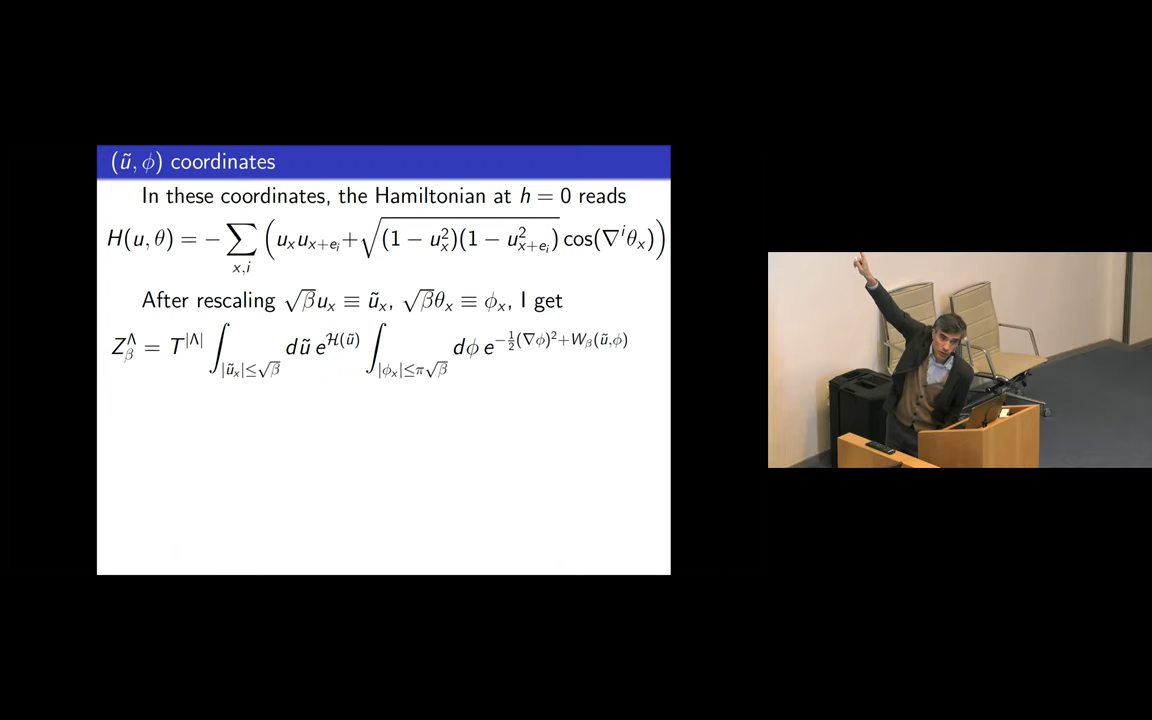 (ũ, ϕ) coordinates
In these coordinates, the Hamiltonian at h = 0 reads
H(u, θ) = − ∑_{x,i} ( u_x u_{x+e_i} + √((1 − u_x^2)(1 − u_{x+e_i}^2)) cos(∇^i θ_x) )
After rescaling √β u_x ≡ ũ_x, √β θ_x ≡ ϕ_x, I get
Z_β^Λ = T^{|Λ|} ∫_{|ũ_x|≤√β} dũ e^{ℋ(ũ)} ∫_{|ϕ_x|≤π√β} dϕ e^{−½(∇ϕ)^2+W_β(ũ,ϕ)}